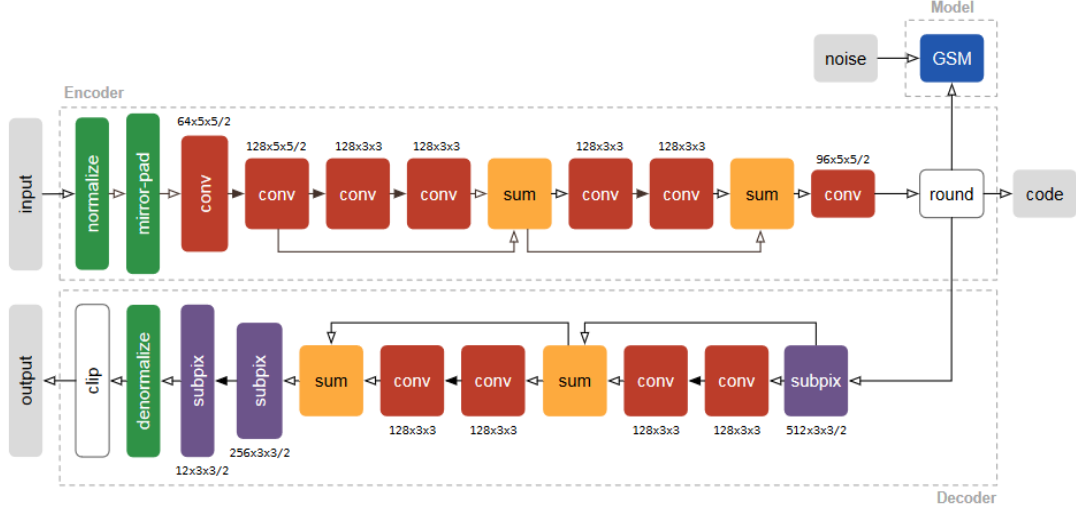 Model
noise
GSM
Encoder
input
normalize
mirror-pad
64x5x5/2
conv
128x5x5/2
conv
128x3x3
conv
128x3x3
conv
sum
128x3x3
conv
128x3x3
conv
sum
96x5x5/2
conv
round
code
output
clip
denormalize
subpix
12x3x3/2
subpix
256x3x3/2
sum
conv
128x3x3
conv
128x3x3
sum
conv
128x3x3
conv
128x3x3
subpix
512x3x3/2
Decoder